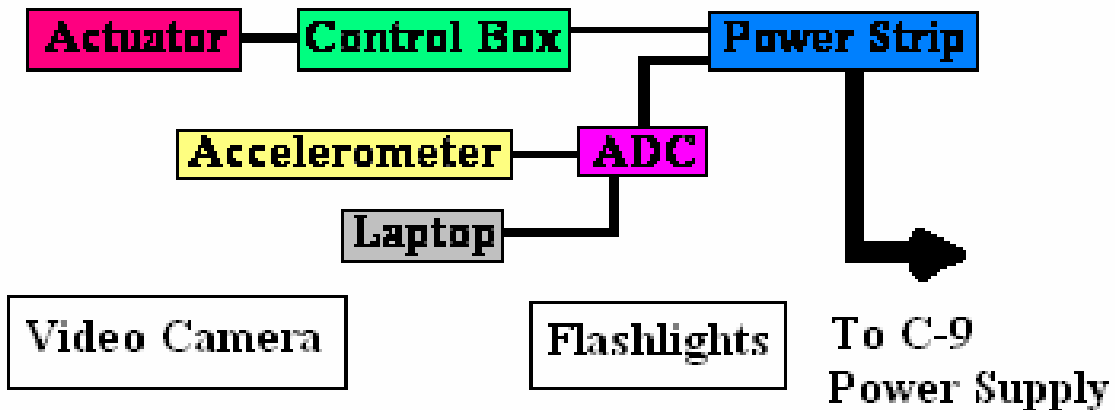 Actuator
Control Box
Power Strip
Accelerometer
ADC
Laptop
Video Camera
Flashlights
To C-9
Power Supply